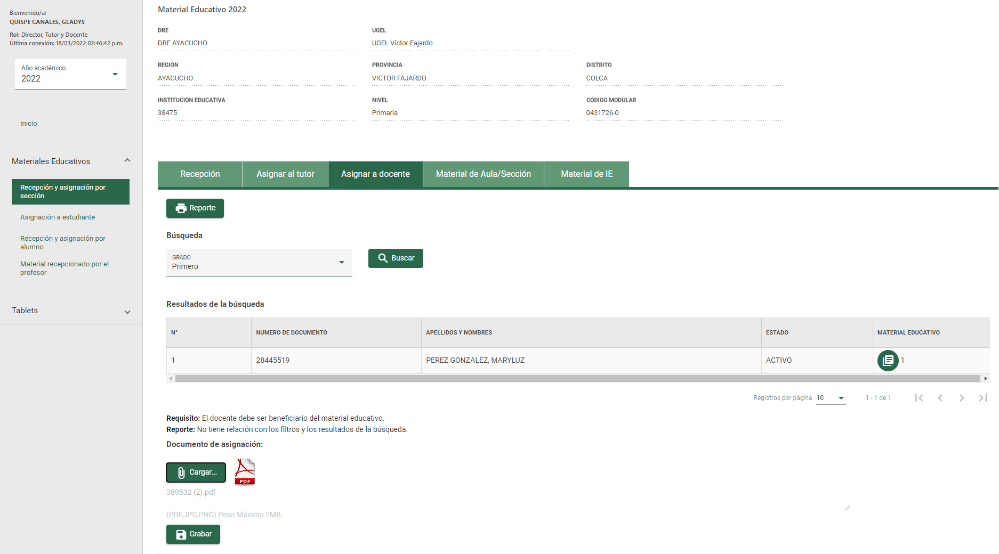 Bienvenido/a:
QUISPE CANALES, GLADYS
Rol: Director, Tutor y Docente
Última conexión: 18/03/2022 02:46:42 p.m.
Año académico
2022
Inicio
Materiales Educativos
Recepción y asignación por
sección
Asignación a estudiante
Recepción y asignación por
alumno
Material recepcionado por el
profesor
Tablets
Material Educativo 2022
DRE
DRE AYACUCHO
UGEL
UGEL Víctor Fajardo
REGIÓN
AYACUCHO
PROVINCIA
VÍCTOR FAJARDO
DISTRITO
COLCA
INSTITUCIÓN EDUCATIVA
38475
NIVEL
Primaria
CÓDIGO MODULAR
0431726-0
Recepción
Asignar al tutor
Asignar a docente
Material de Aula/Sección
Material de IE
Reporte
Búsqueda
GRADO
Primero
Buscar
Resultados de la búsqueda
N° NUMERO DE DOCUMENTO APELLIDOS Y NOMBRES ESTADO MATERIAL EDUCATIVO
1 28445519 PEREZ GONZALEZ, MARYLUZ ACTIVO 1
Registros por página 10 1 - 1 de 1
Requisito: El docente debe ser beneficiario del material educativo.
Reporte: No tiene relación con los filtros y los resultados de la búsqueda.
Documento de asignación:
Cargar...
PDF
389532 (2).pdf
(PDF,JPG,PNG) Peso Máximo 2MB.
Grabar